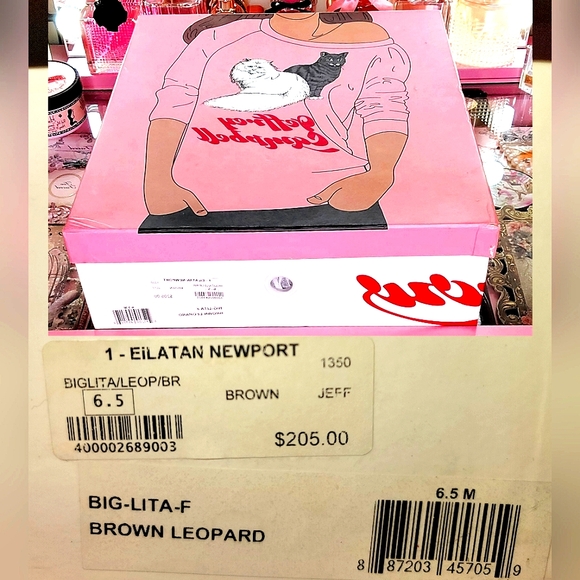 Jeffrey
Campbell
1 - EiLATAN NEWPORT
1350
BIGLITA/LEOP/BR
6.5
BROWN
JEFF
400002689003
$205.00
BIG-LITA-F
BROWN LEOPARD
6.5 M
8 87203 45705 9